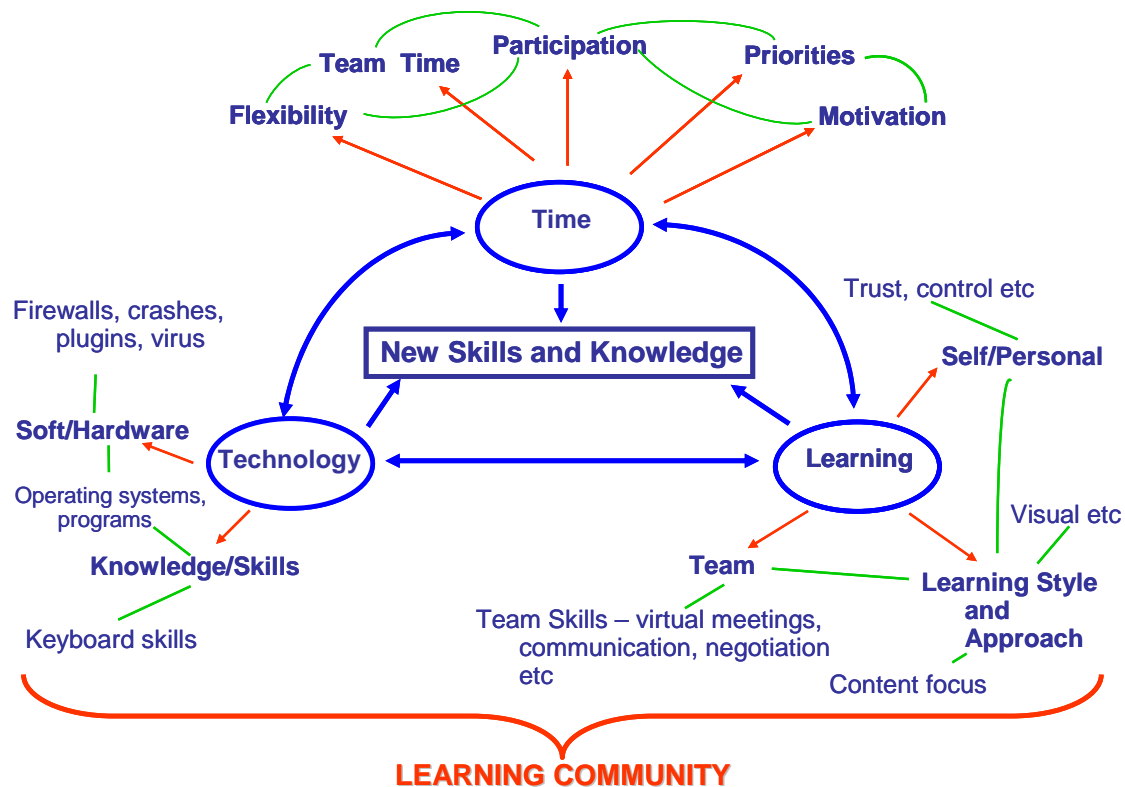 Participation
Priorities
Team Time
Flexibility
Motivation
Time
Trust, control etc
Firewalls, crashes,
plugins, virus
New Skills and Knowledge
Self/Personal
Soft/Hardware
Technology
Learning
Operating systems,
programs
Visual etc
Knowledge/Skills
Team
Learning Style
and
Approach
Team Skills – virtual meetings,
communication, negotiation
etc
Keyboard skills
Content focus
LEARNING COMMUNITY